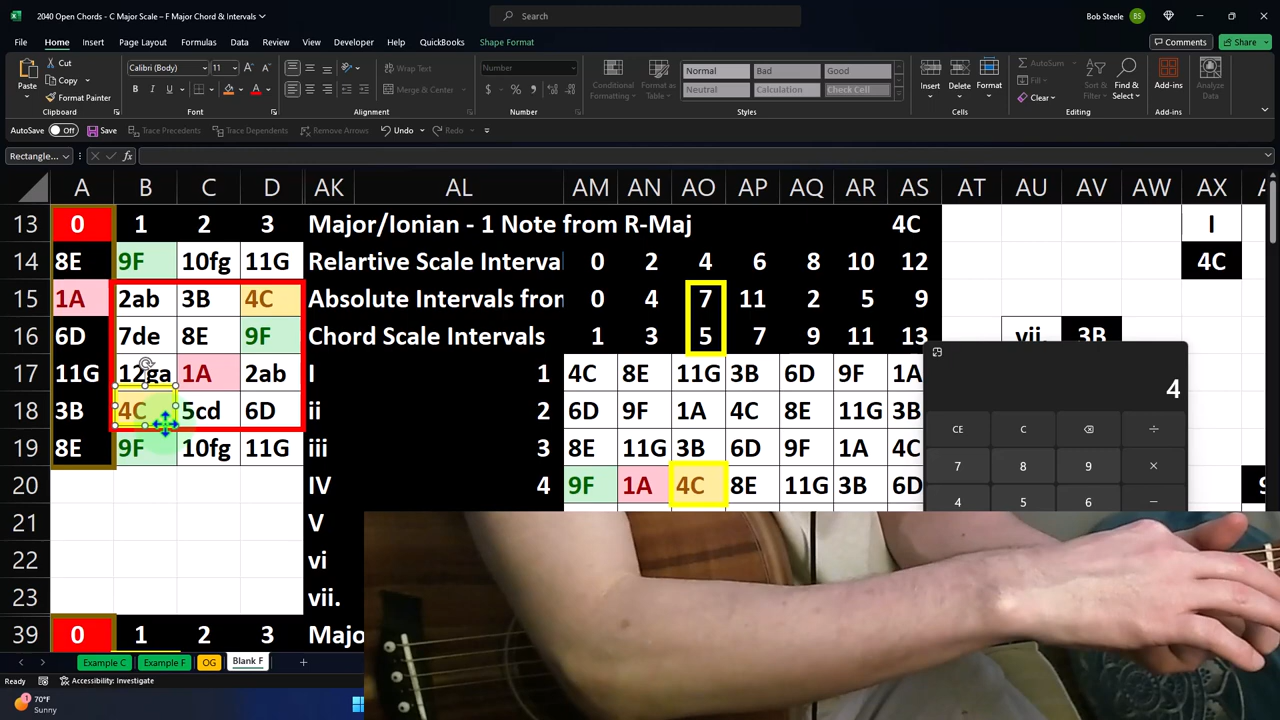 2040 Open Chords - C Major Scale – F Major Chord & Intervals
Search
Bob Steele BS
File Home Insert Page Layout Formulas Data Review View Developer Automate Help QuickBooks Shape Format
Comments Share
Paste Cut Copy Format Painter
Calibri (Body) 11
Wrap Text
Merge & Center
Number
Conditional Formatting
Format as Table
Normal Bad Good
Neutral Calculation Check Cell
Insert Delete Format
AutoSum Fill Clear
Sort & Filter
Find & Select
Add-ins
Analyze Data
Clipboard Font Alignment Number Styles Cells Editing Add-ins
AutoSave Off Save Trace Precedents Trace Dependents Remove Arrows Undo Redo
Rectangle... fx
A B C D AK AL AM AN AO AP AQ AR AS AT AU AV AW AX
13 0 1 2 3 Major/Ionian - 1 Note from R-Maj 4C I
14 8E 9F 10fg 11G Relartive Scale Interva 0 2 4 6 8 10 12 4C
15 1A 2ab 3B 4C Absolute Intervals fron 0 4 7 11 2 5 9
16 6D 7de 8E 9F Chord Scale Intervals 1 3 5 7 9 11 13 vii. 3B
17 11G 12ga 1A 2ab I 1 4C 8E 11G 3B 6D 9F 1A
18 3B 4C 5cd 6D ii 2 6D 9F 1A 4C 8E 11G 3B
19 8E 9F 10fg 11G iii 3 8E 11G 3B 6D 9F 1A 4C
20 IV 4 9F 1A 4C 8E 11G 3B 6D
21 V
22 vi
23 vii.
39 0 1 2 3 Majo
4
CE C ÷
7 8 9 ×
4 5 6 −
Example C Example F OG Blank F
Ready Accessibility: Investigate
1
70°F
Sunny